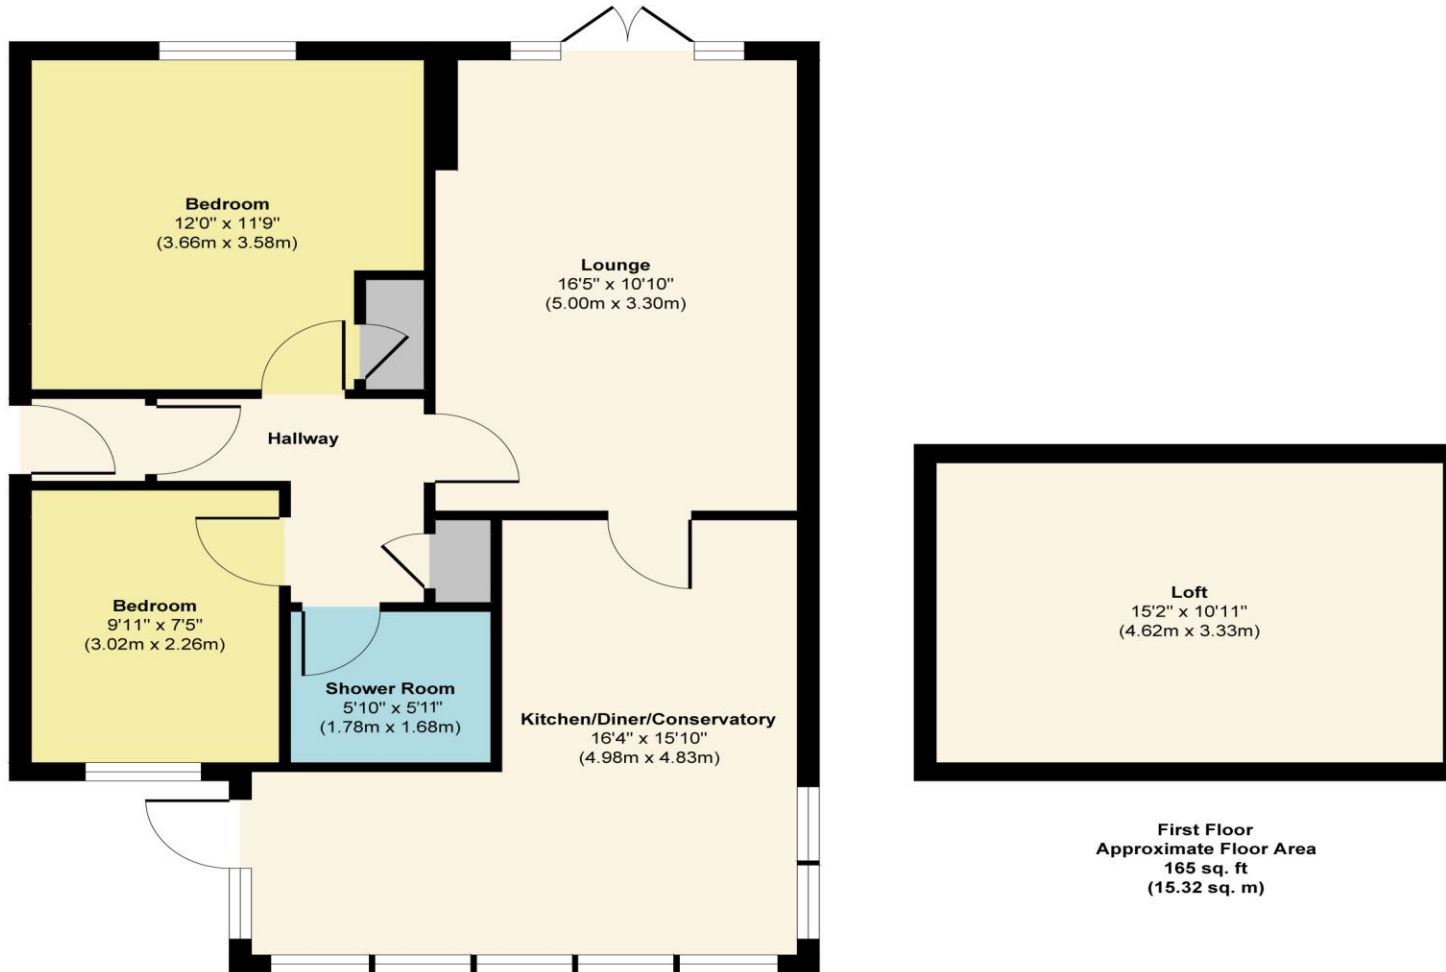 Bedroom
12'0" x 11'9"
(3.66m x 3.58m)
Lounge
16'5" x 10'10"
(5.00m x 3.30m)
Hallway
Bedroom
9'11" x 7'5"
(3.02m x 2.26m)
Shower Room
5'10" x 5'11"
(1.78m x 1.68m)
Kitchen/Diner/Conservatory
16'4" x 15'10"
(4.98m x 4.83m)
Loft
15'2" x 10'11"
(4.62m x 3.33m)
First Floor
Approximate Floor Area
165 sq. ft
(15.32 sq. m)